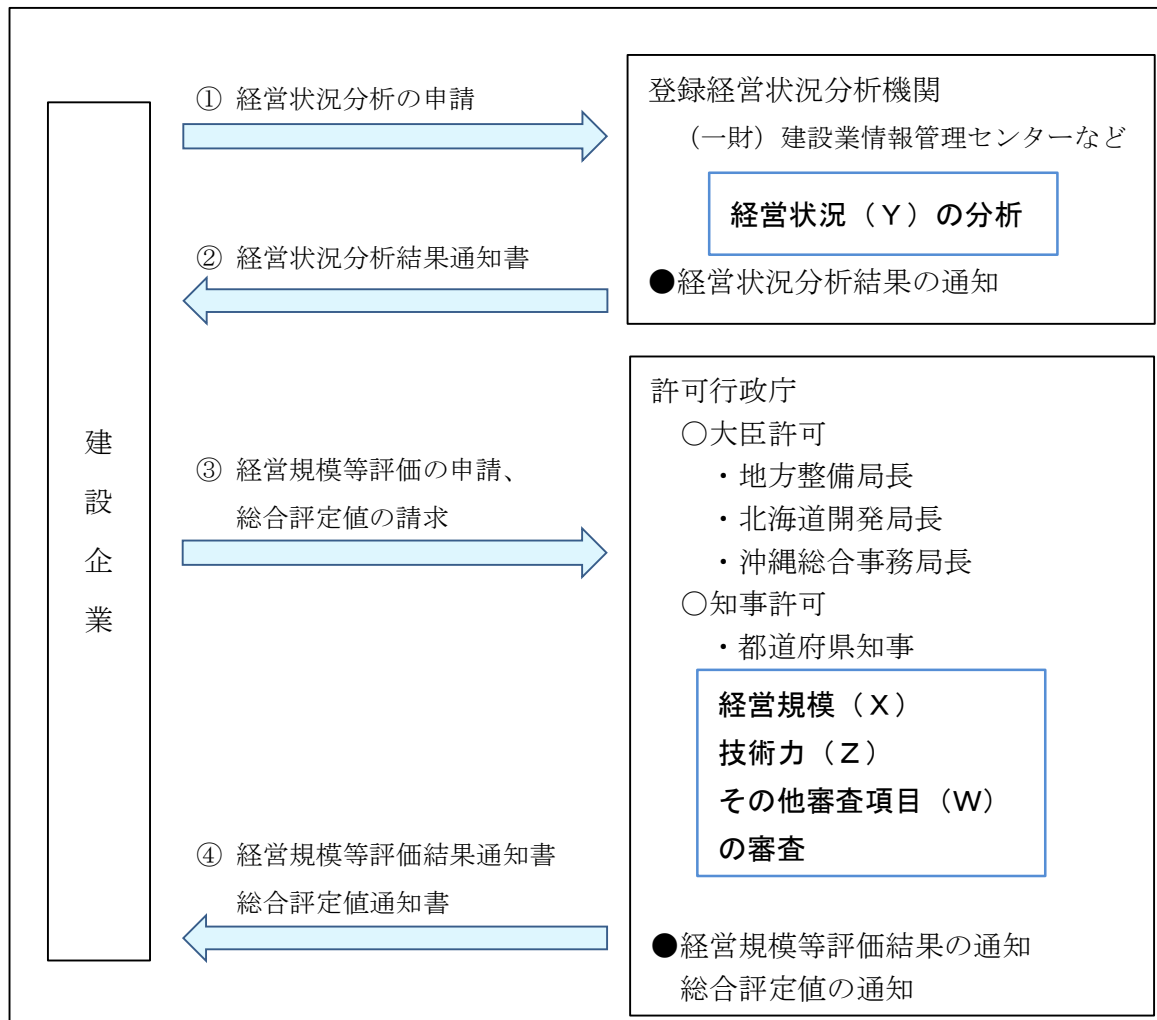 建設企業
① 経営状況分析の申請
② 経営状況分析結果通知書
③ 経営規模等評価の申請、
総合評定値の請求
④ 経営規模等評価結果通知書
総合評定値通知書
登録経営状況分析機関
（一財）建設業情報管理センターなど
経営状況（Ｙ）の分析
●経営状況分析結果の通知
許可行政庁
○大臣許可
・地方整備局長
・北海道開発局長
・沖縄総合事務局長
○知事許可
・都道府県知事
経営規模（Ｘ）
技術力（Ｚ）
その他審査項目（Ｗ）
の審査
●経営規模等評価結果の通知
総合評定値の通知